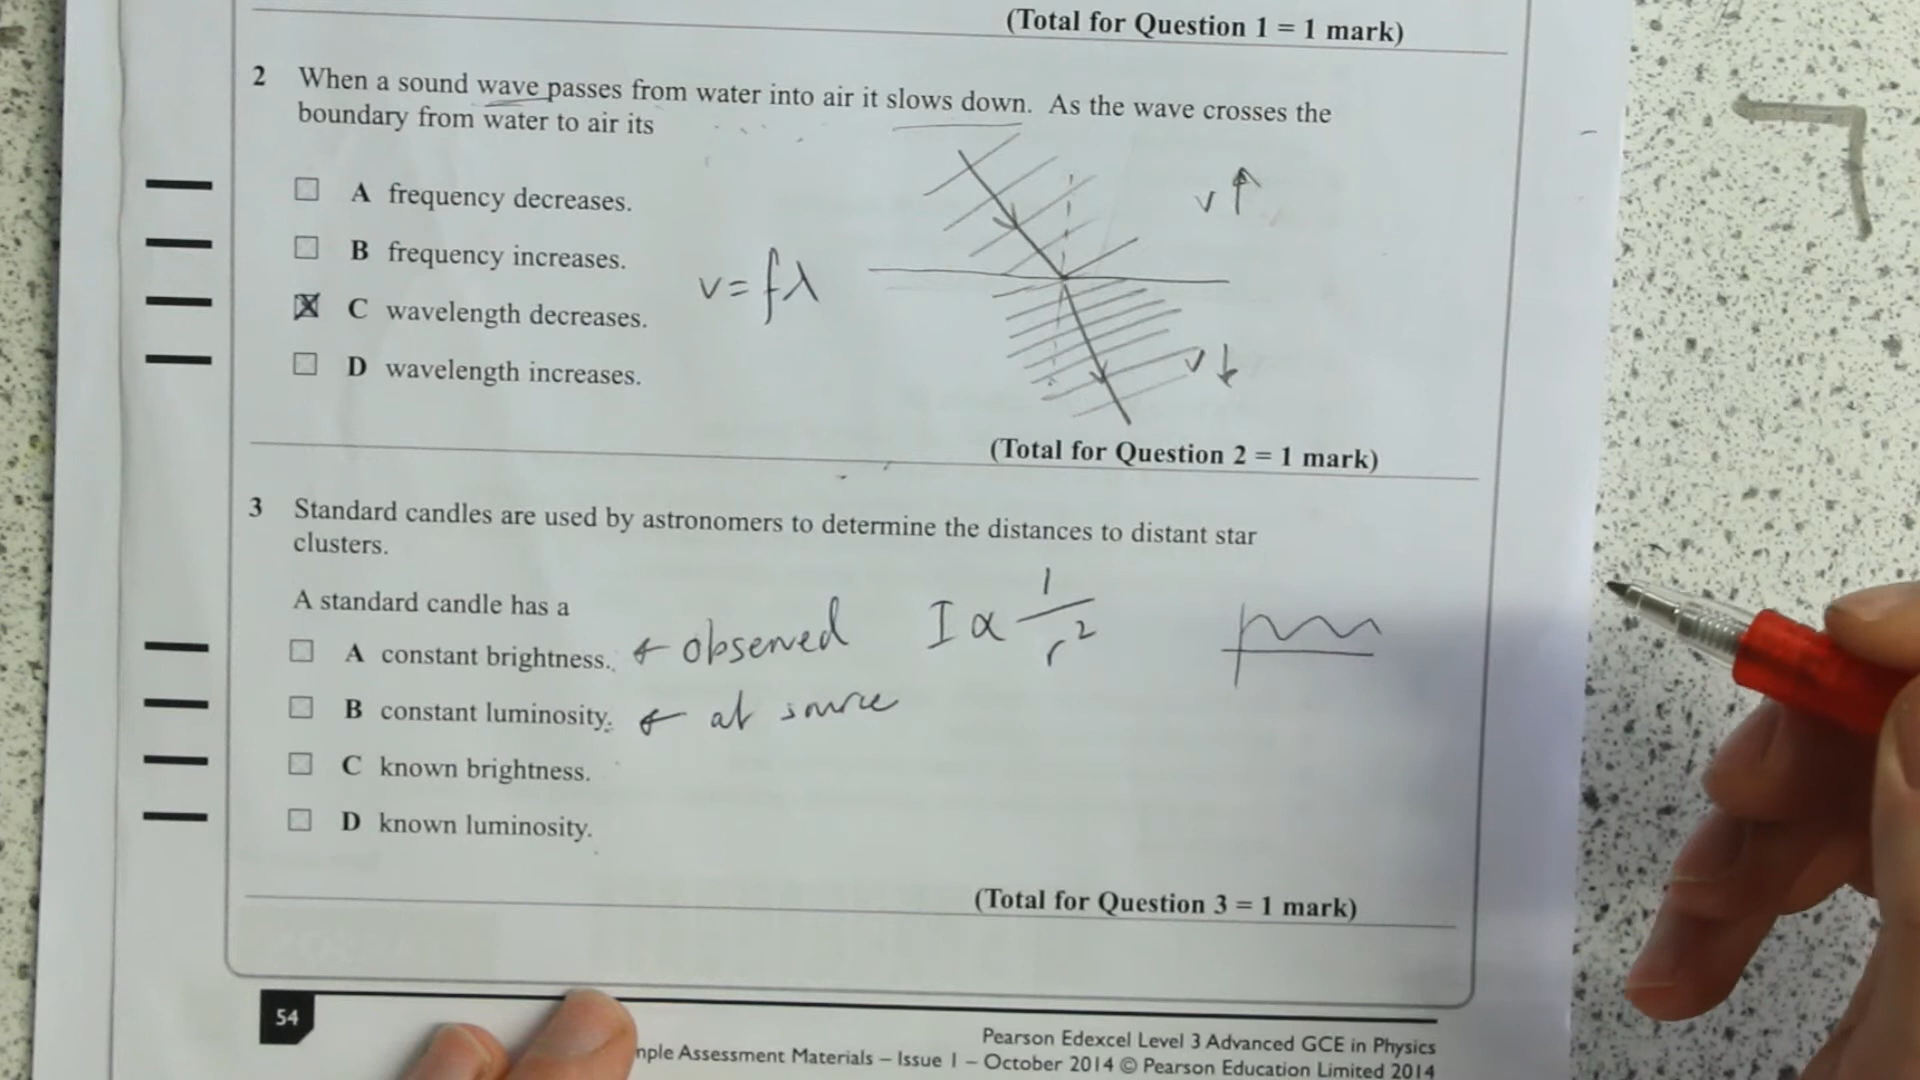 (Total for Question 1 = 1 mark)
2 When a sound wave passes from water into air it slows down. As the wave crosses the
boundary from water to air its
A frequency decreases.
B frequency increases.
C wavelength decreases.
D wavelength increases.
v = fλ
v ↑
v ↓
(Total for Question 2 = 1 mark)
3 Standard candles are used by astronomers to determine the distances to distant star
clusters.
A standard candle has a
A constant brightness. ← observed I ∝ 1/r²
B constant luminosity. ← at source
C known brightness.
D known luminosity.
(Total for Question 3 = 1 mark)
54
Pearson Edexcel Level 3 Advanced GCE in Physics
Assessment Materials – Issue 1 – October 2014 © Pearson Education Limited 2014